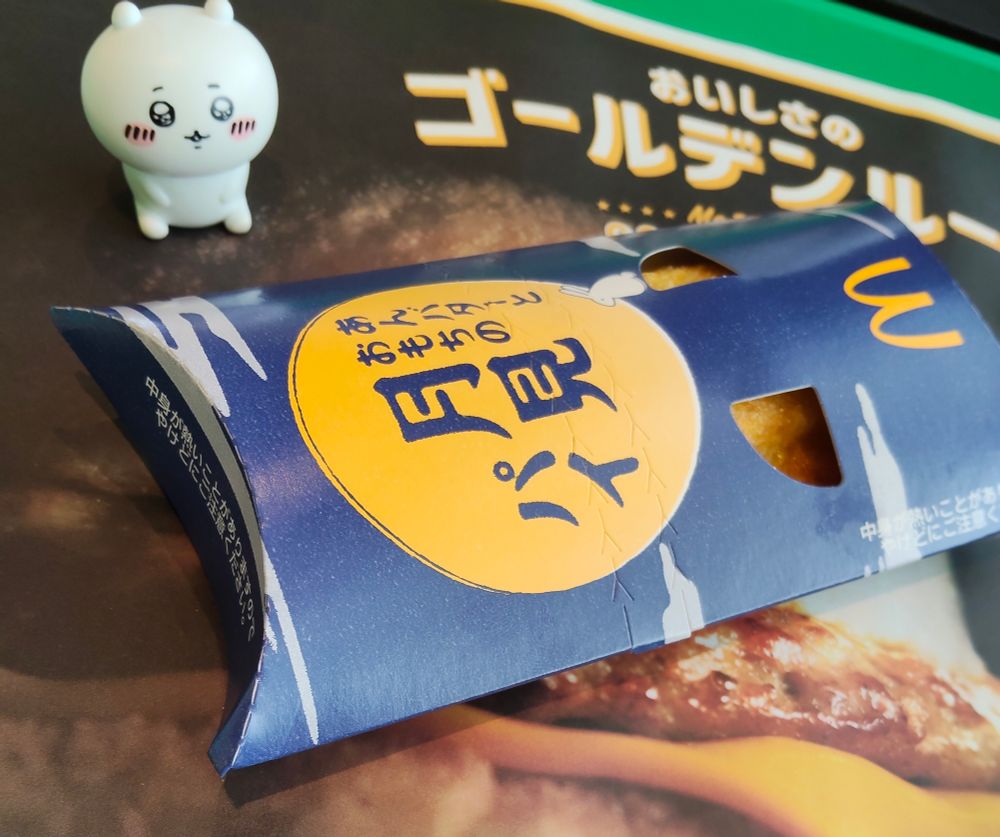 おいしさの
ゴールデンルー
あんバターと
おもちの
月見
パイ
中身が熱いことがありますので
やけどにご注意ください。
中身が熱いことがあり
やけどにご注意く